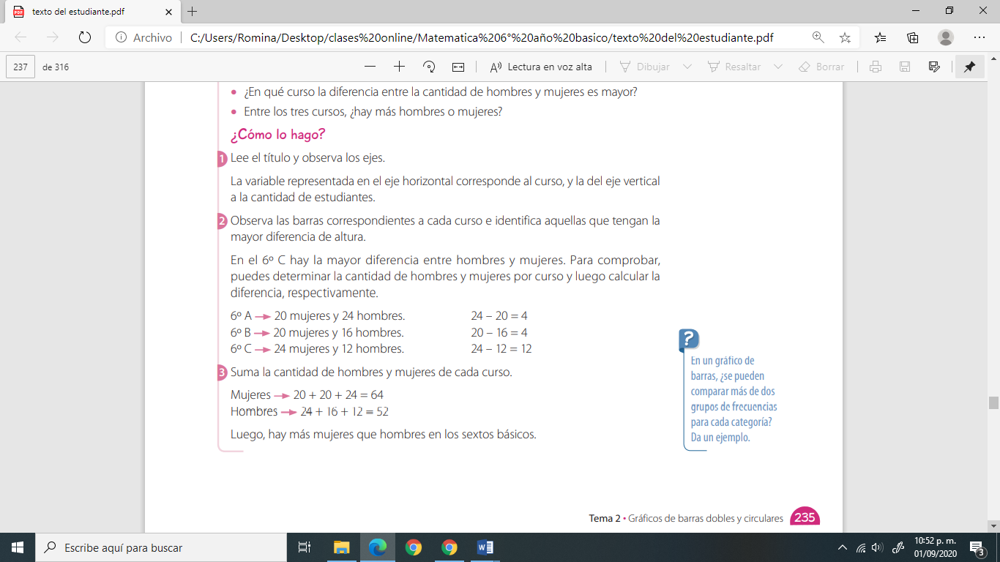 texto del estudiante.pdf
Archivo
C:/Users/Romina/Desktop/clases%20online/Matematica%206°%20año%20basico/texto%20del%20estudiante.pdf
237 de 316
Lectura en voz alta
Dibujar
Resaltar
Borrar
• ¿En qué curso la diferencia entre la cantidad de hombres y mujeres es mayor?
• Entre los tres cursos, ¿hay más hombres o mujeres?
¿Cómo lo hago?
1 Lee el título y observa los ejes.
La variable representada en el eje horizontal corresponde al curso, y la del eje vertical
a la cantidad de estudiantes.
2 Observa las barras correspondientes a cada curso e identifica aquellas que tengan la
mayor diferencia de altura.
En el 6º C hay la mayor diferencia entre hombres y mujeres. Para comprobar,
puedes determinar la cantidad de hombres y mujeres por curso y luego calcular la
diferencia, respectivamente.
6º A → 20 mujeres y 24 hombres. 24 – 20 = 4
6º B → 20 mujeres y 16 hombres. 20 – 16 = 4
6º C → 24 mujeres y 12 hombres. 24 – 12 = 12
3 Suma la cantidad de hombres y mujeres de cada curso.
Mujeres → 20 + 20 + 24 = 64
Hombres → 24 + 16 + 12 = 52
Luego, hay más mujeres que hombres en los sextos básicos.
?
En un gráfico de
barras, ¿se pueden
comparar más de dos
grupos de frecuencias
para cada categoría?
Da un ejemplo.
Tema 2 • Gráficos de barras dobles y circulares 235
Escribe aquí para buscar
10:52 p. m.
01/09/2020
3